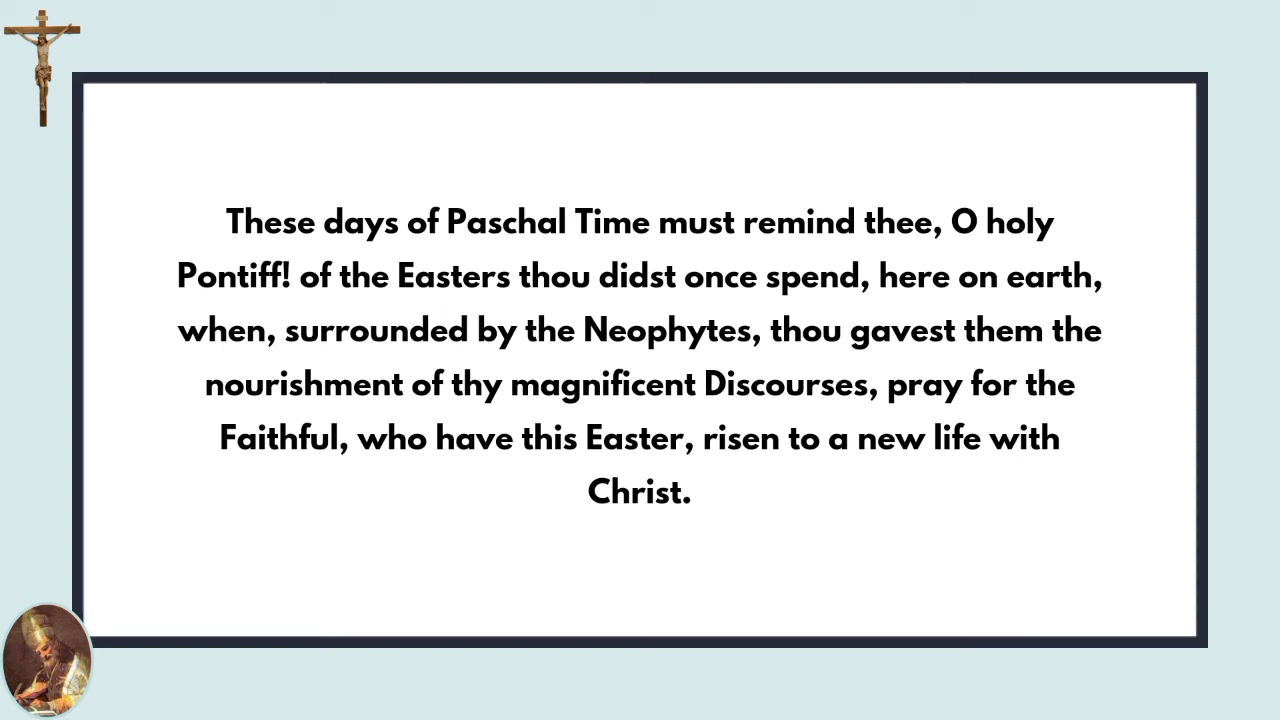 These days of Paschal Time must remind thee, O holy
Pontiff! of the Easters thou didst once spend, here on earth,
when, surrounded by the Neophytes, thou gavest them the
nourishment of thy magnificent Discourses, pray for the
Faithful, who have this Easter, risen to a new life with
Christ.